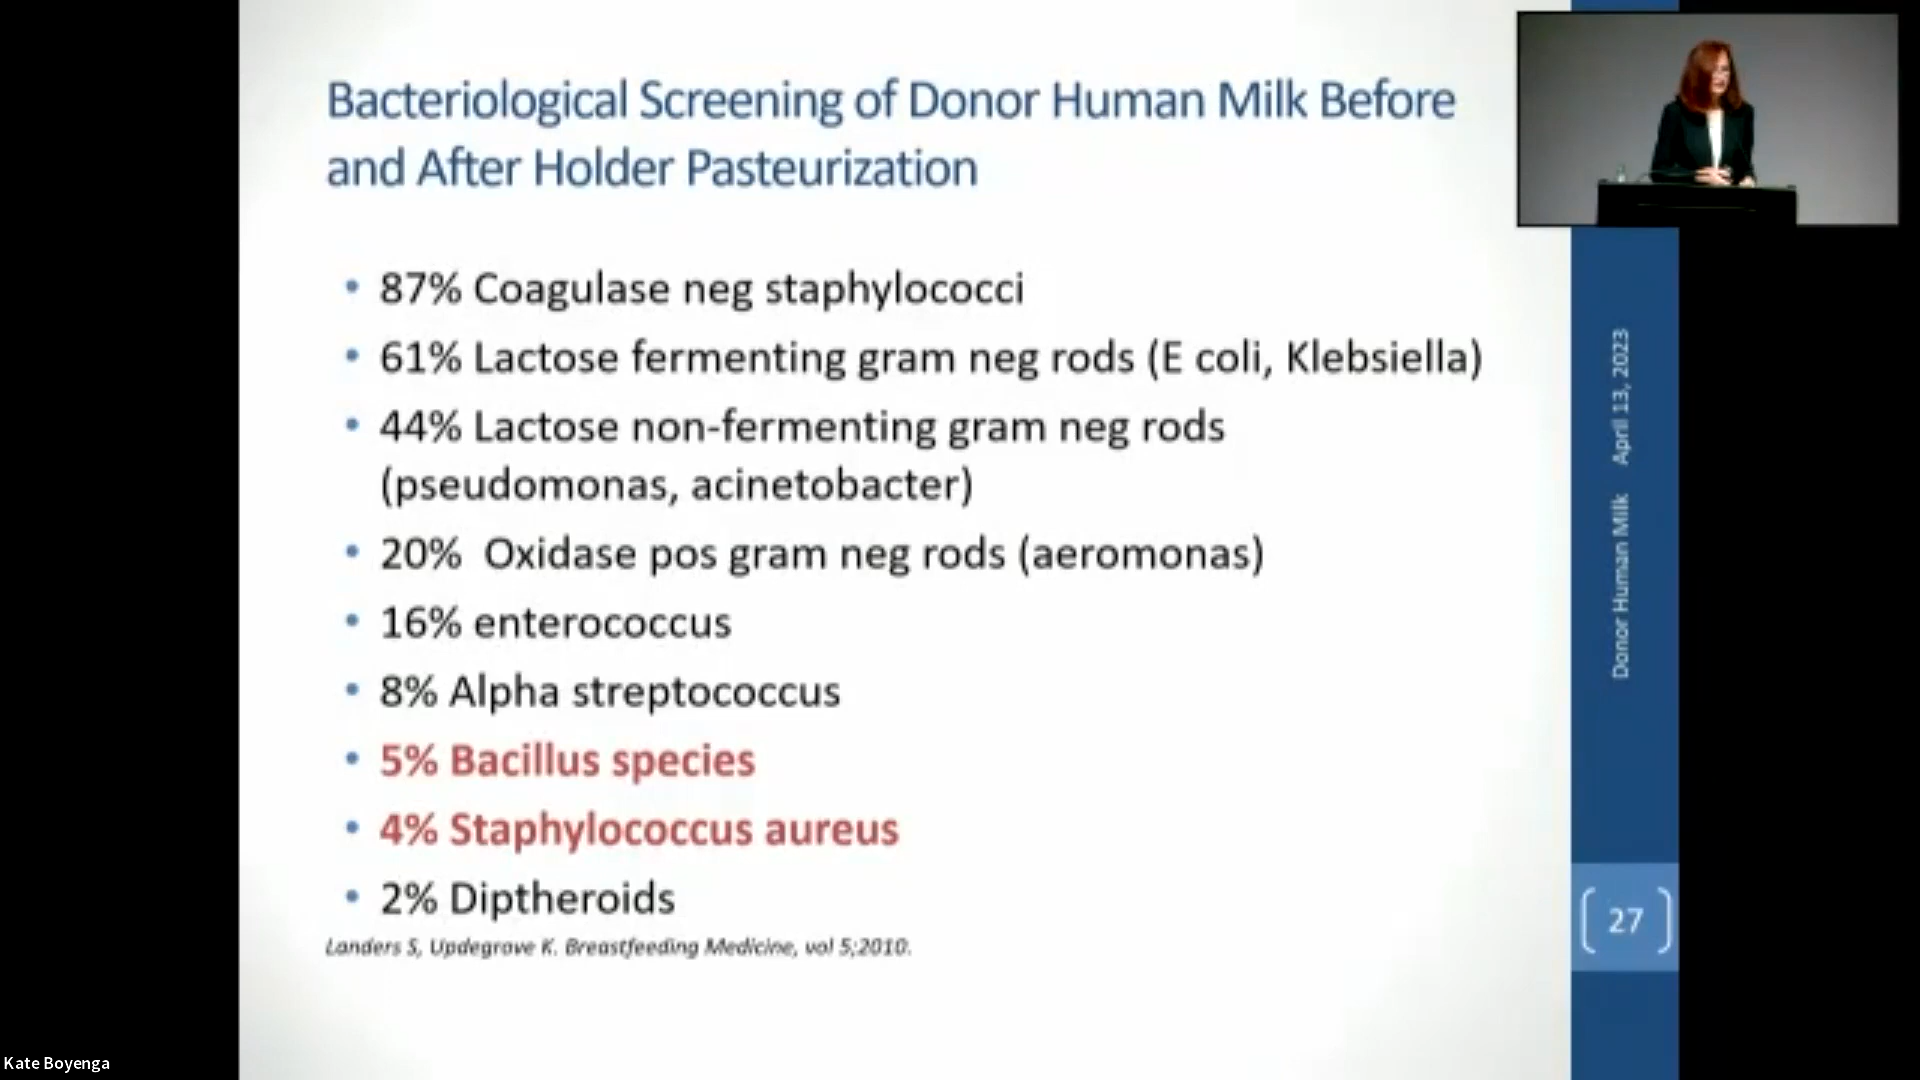 Bacteriological Screening of Donor Human Milk Before
and After Holder Pasteurization
• 87% Coagulase neg staphylococci
• 61% Lactose fermenting gram neg rods (E coli, Klebsiella)
• 44% Lactose non-fermenting gram neg rods
(pseudomonas, acinetobacter)
• 20% Oxidase pos gram neg rods (aeromonas)
• 16% enterococcus
• 8% Alpha streptococcus
• 5% Bacillus species
• 4% Staphylococcus aureus
• 2% Diptheroids
Landers S, Updegrove K. Breastfeeding Medicine, vol 5;2010.
Donor Human Milk April 13, 2023
27
Kate Boyenga